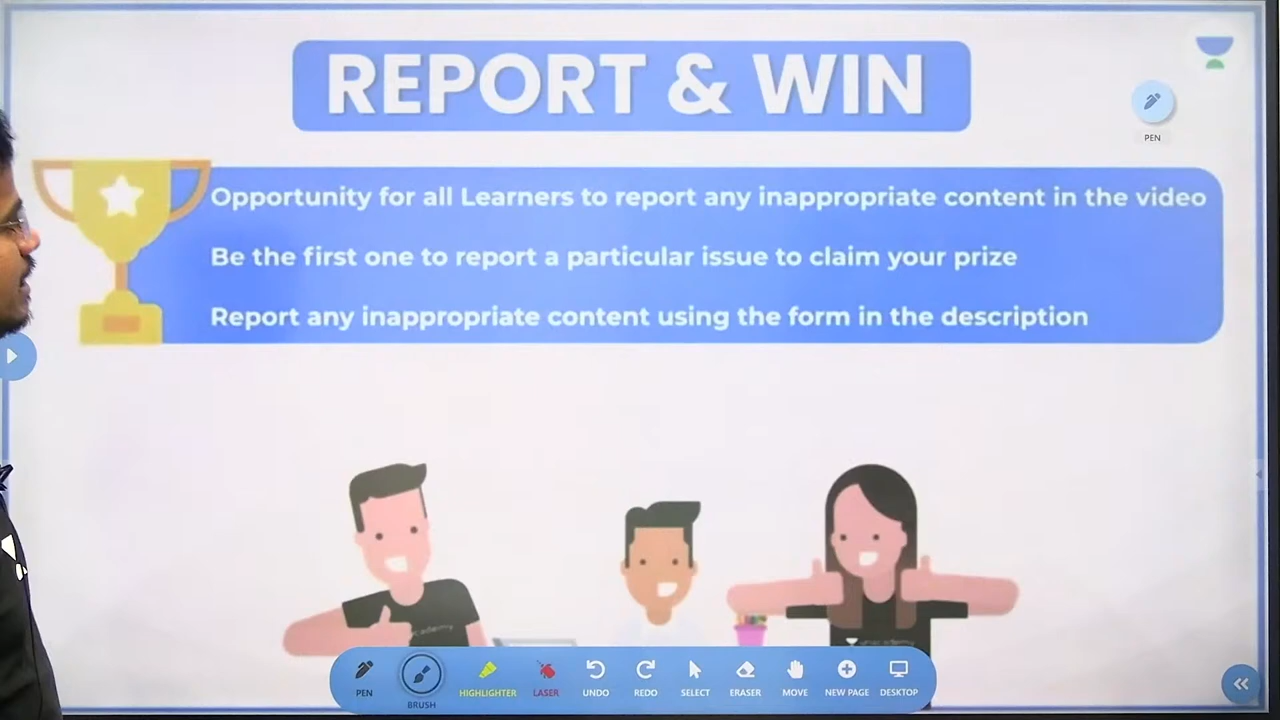 REPORT & WIN
PEN
Opportunity for all Learners to report any inappropriate content in the video
Be the first one to report a particular issue to claim your prize
Report any inappropriate content using the form in the description
PEN
BRUSH
HIGHLIGHTER
LASER
UNDO
REDO
SELECT
ERASER
MOVE
NEW PAGE
DESKTOP